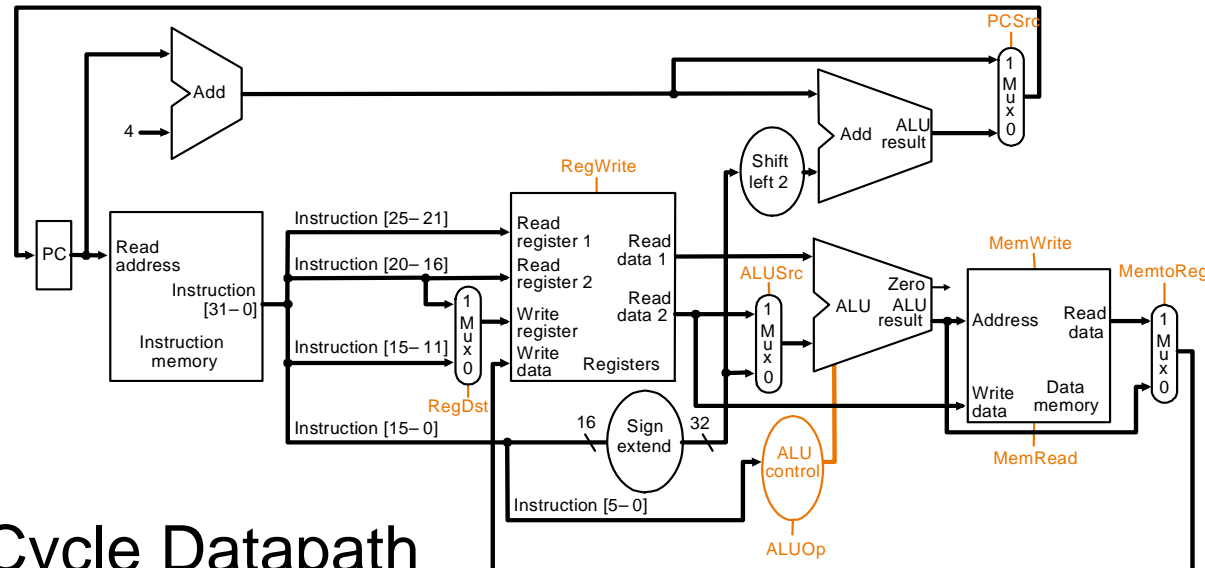 PCSrc
1
M
u
x
0
Add
4
Add
ALU
result
Shift
left 2
RegWrite
PC
Read
address
Instruction
[31–0]
Instruction
memory
Instruction [25–21]
Instruction [20–16]
Instruction [15–11]
Instruction [15–0]
1
M
u
x
0
RegDst
Read
register 1
Read
register 2
Write
register
Write
data
Read
data 1
Read
data 2
Registers
16
Sign
extend
32
Instruction [5–0]
ALUSrc
1
M
u
x
0
ALU
Zero
ALU
result
ALU
control
ALUOp
MemWrite
Address
Read
data
Write
data
Data
memory
MemRead
MemtoReg
1
M
u
x
0
Cycle Datapath